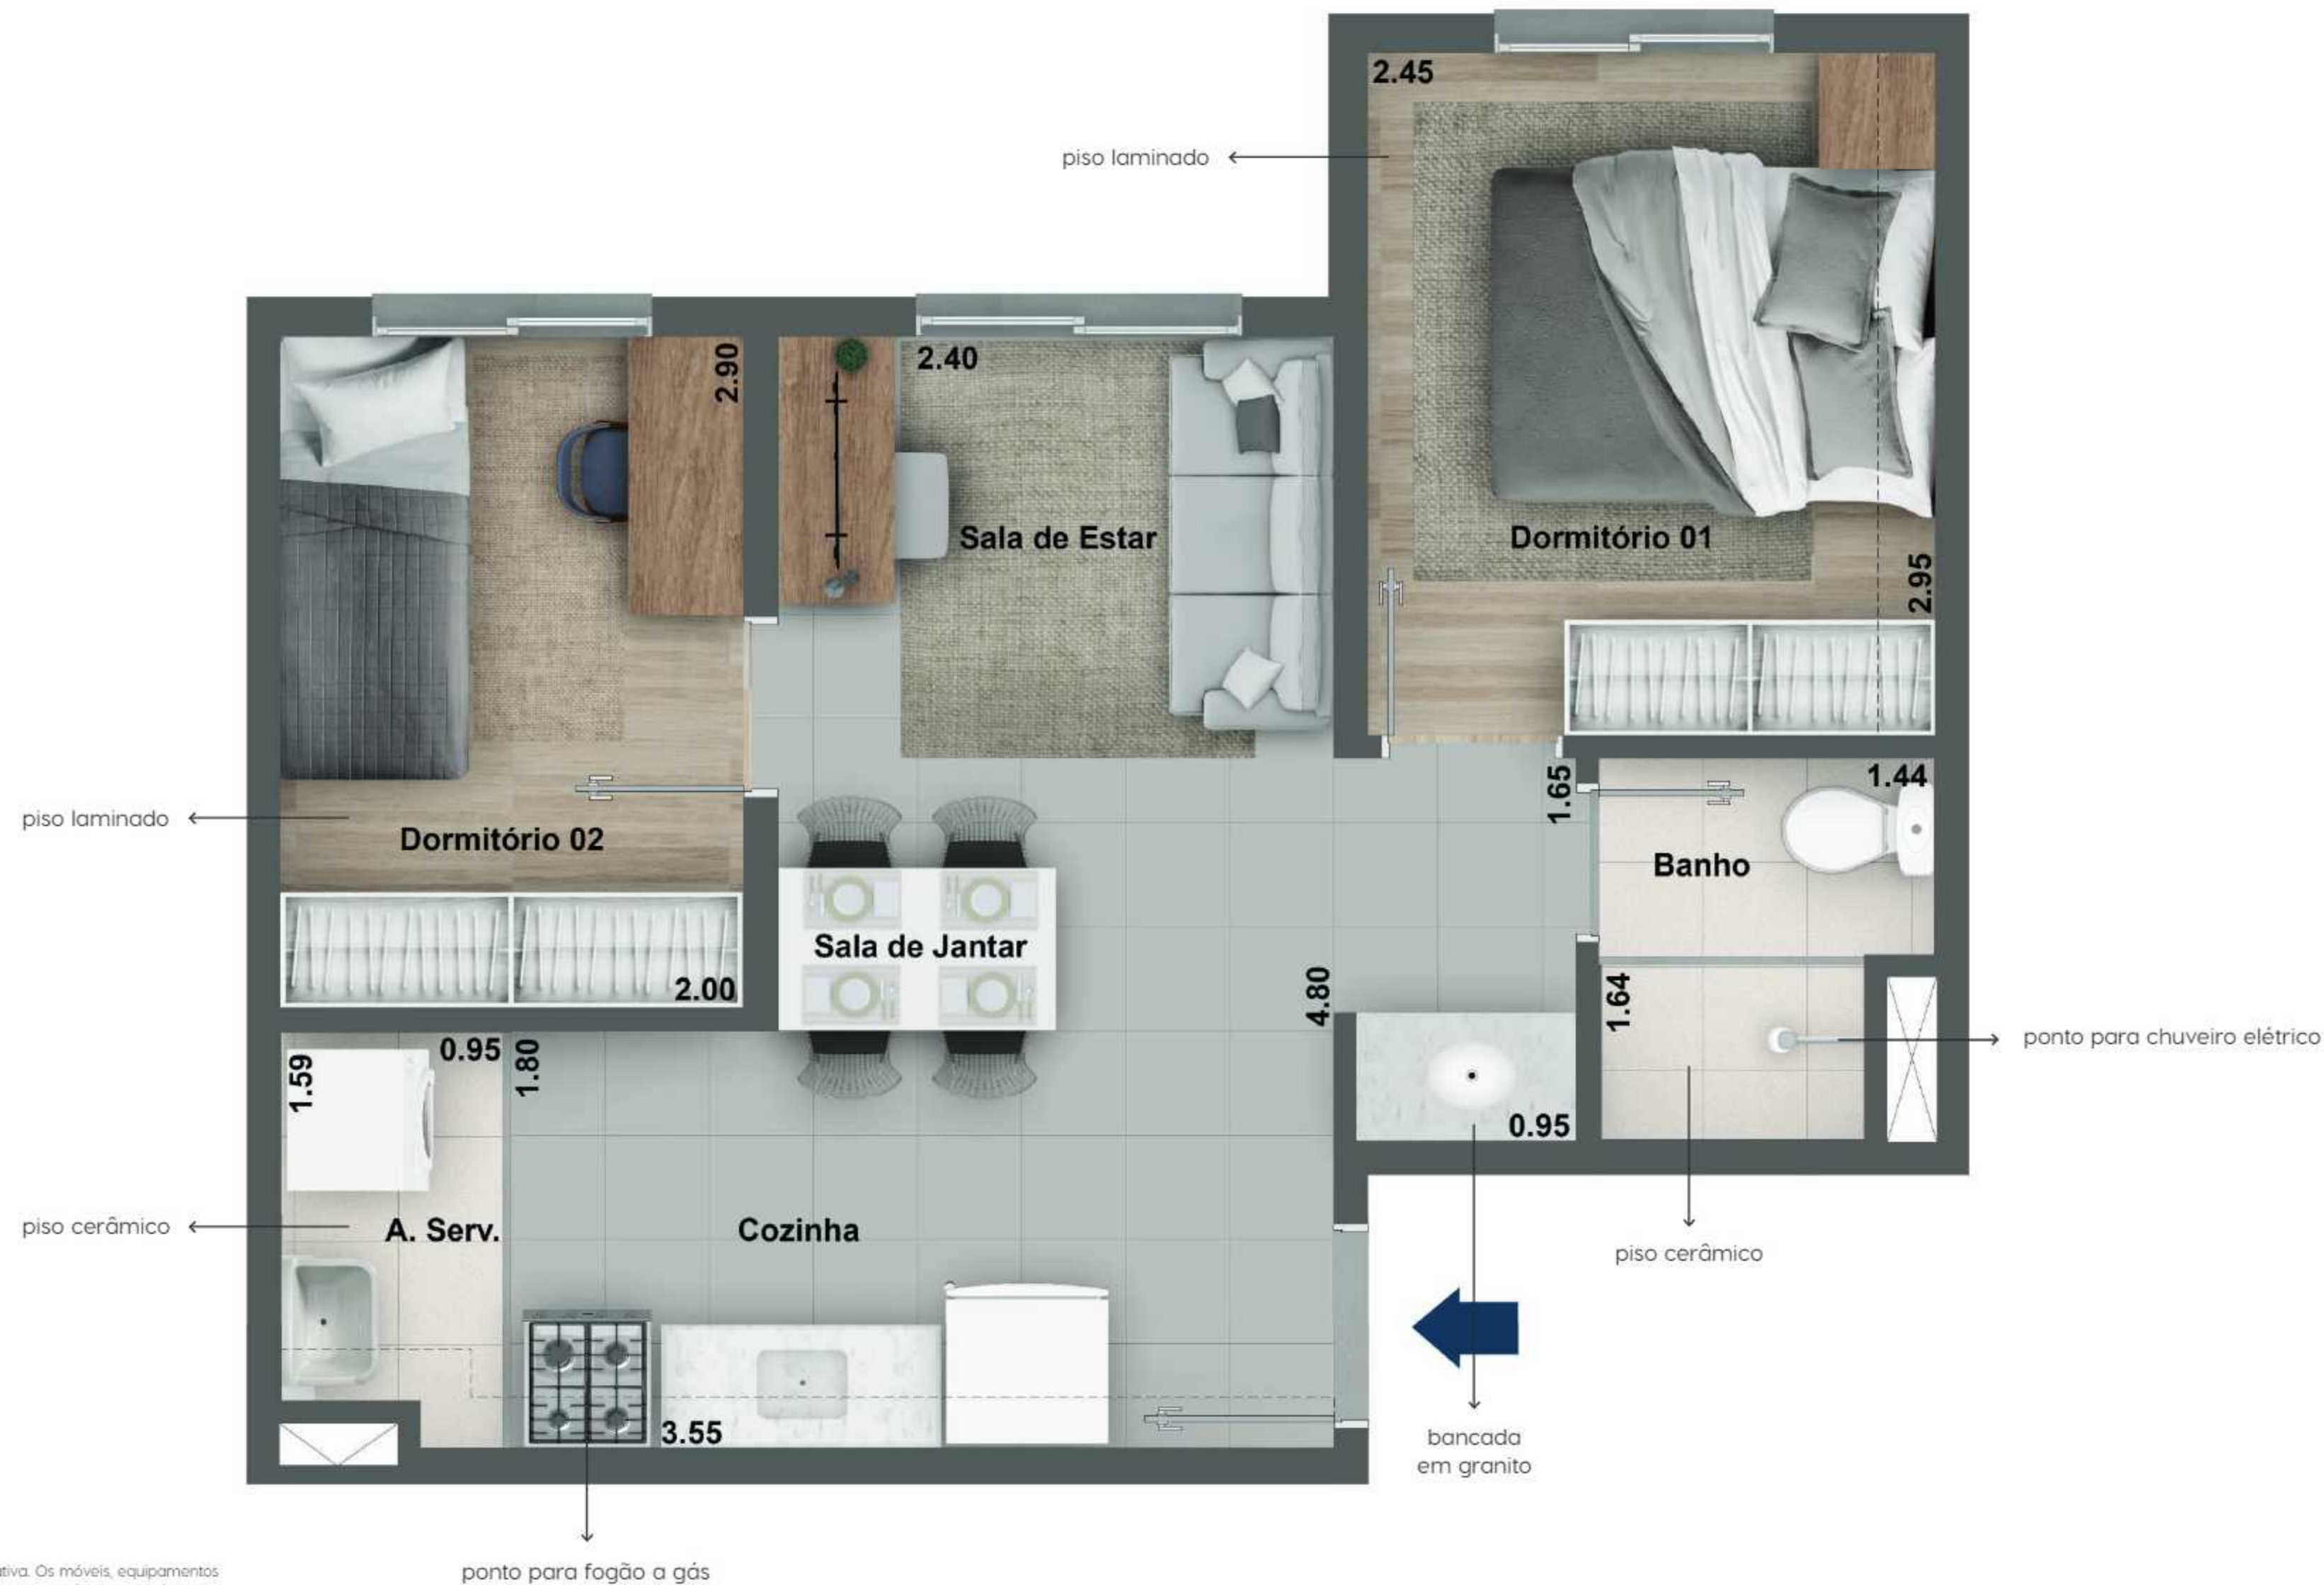 2.45
piso laminado
2.90
2.40
Sala de Estar
Dormitório 01
2.95
1.65
1.44
piso laminado
Dormitório 02
Banho
Sala de Jantar
2.00
4.80
1.64
ponto para chuveiro elétrico
1.59
0.95
1.80
0.95
piso cerâmico
A. Serv.
Cozinha
piso cerâmico
3.55
bancada
em granito
Os móveis, equipamentos
ponto para fogão a gás